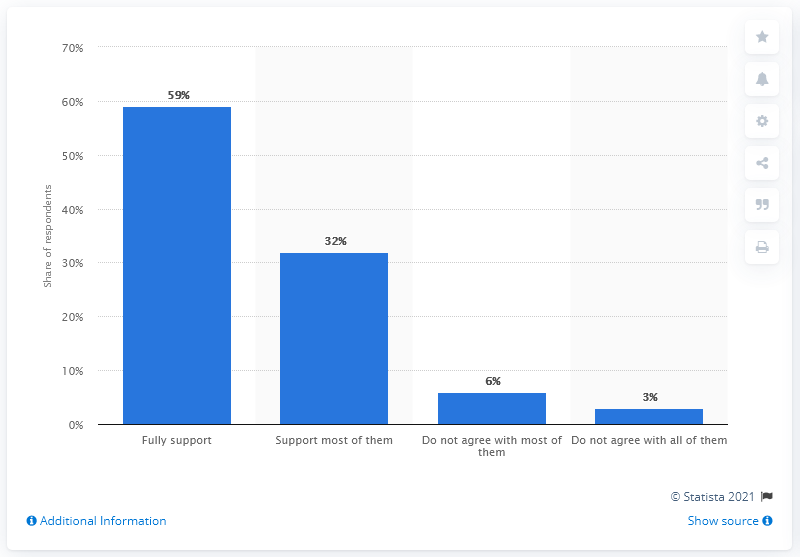 70%
60%
50%
40%
30%
20%
10%
0%
Share of respondents
59%
32%
6%
3%
Fully support
Support most of them
Do not agree with most of
them
Do not agree with all of them
© Statista 2021
Additional Information
Show source